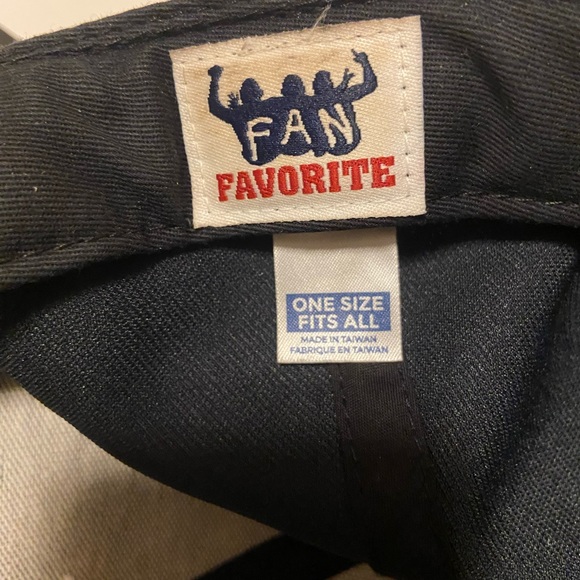 FAN
FAVORITE
ONE SIZE
FITS ALL
MADE IN TAIWAN
FABRIQUE EN TAIWAN